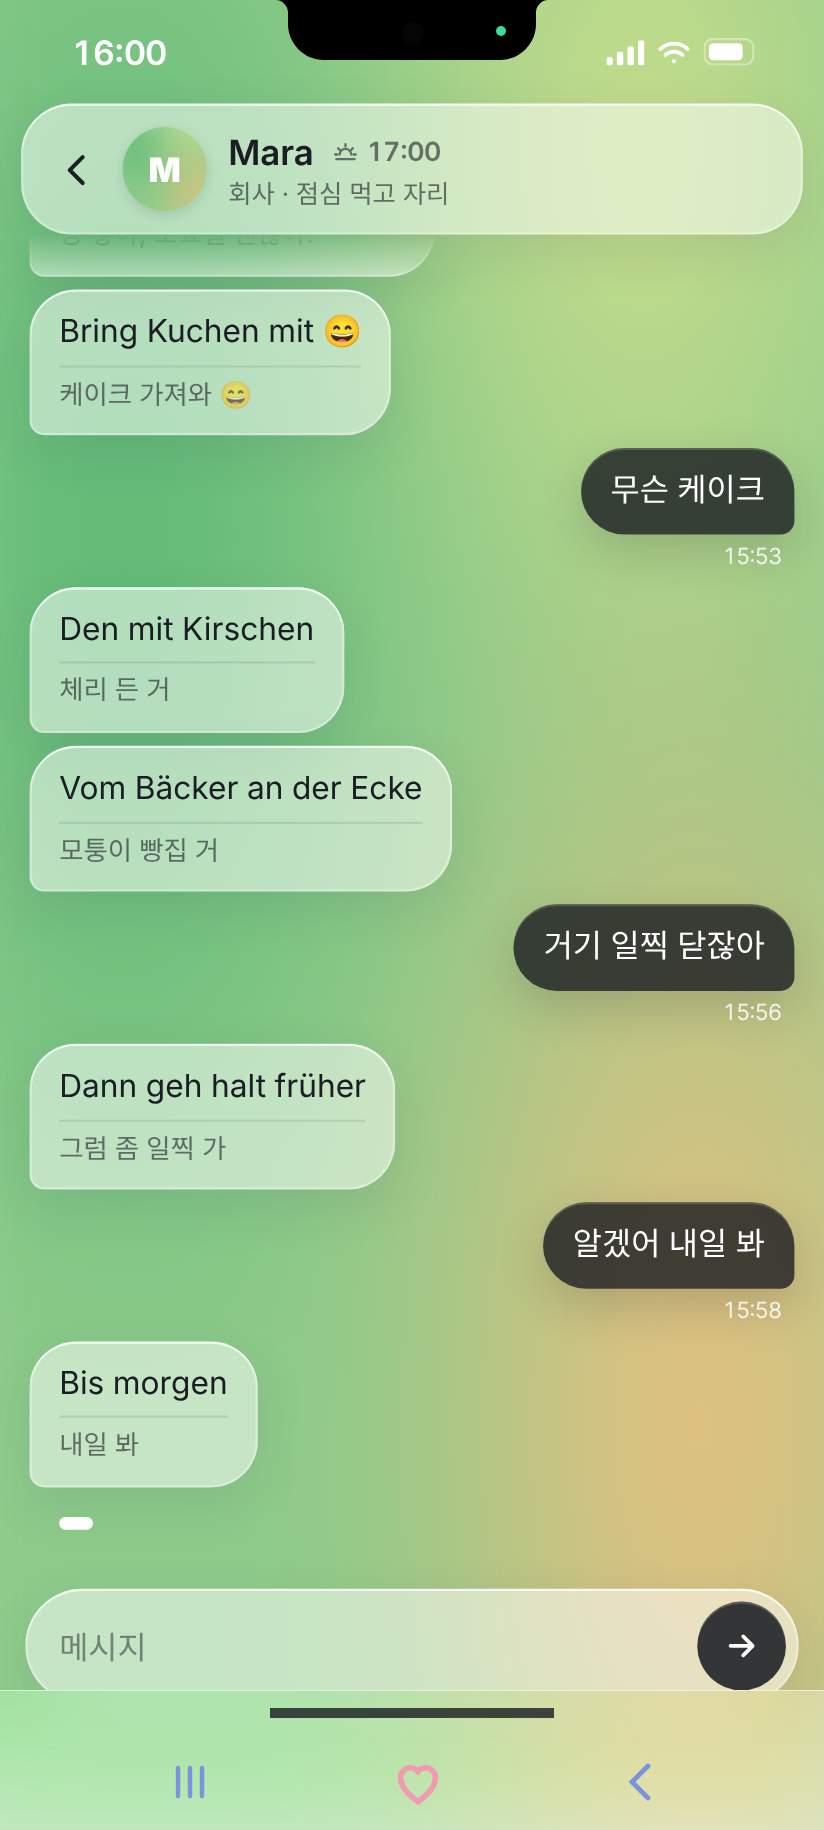 16:00
M
Mara 17:00
회사 · 점심 먹고 자리
Bring Kuchen mit 😄
케이크 가져와 😄
무슨 케이크
15:53
Den mit Kirschen
체리 든 거
Vom Bäcker an der Ecke
모퉁이 빵집 거
거기 일찍 닫잖아
15:56
Dann geh halt früher
그럼 좀 일찍 가
알겠어 내일 봐
15:58
Bis morgen
내일 봐
메시지